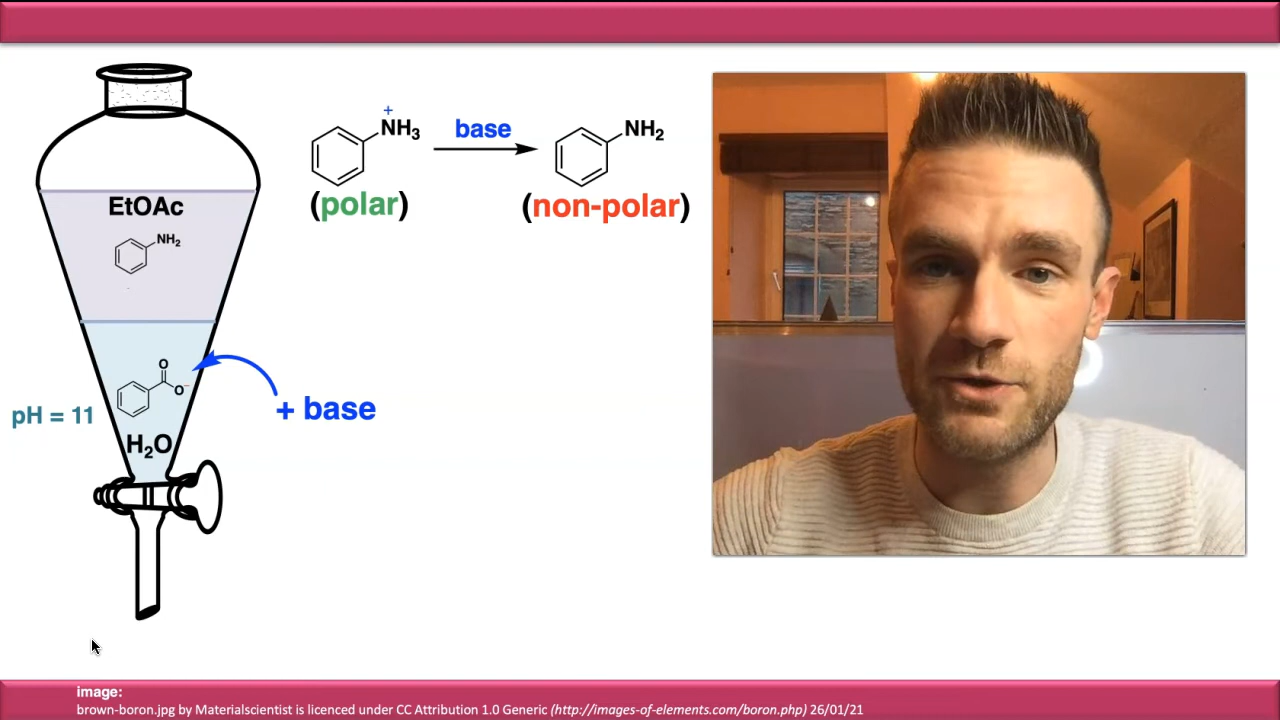 EtOAc
NH₂
O
O⁻
pH = 11
H₂O
+ base
+
NH₃
base
NH₂
(polar)
(non-polar)
image:
brown-boron.jpg by Materialscientist is licenced under CC Attribution 1.0 Generic (http://images-of-elements.com/boron.php) 26/01/21